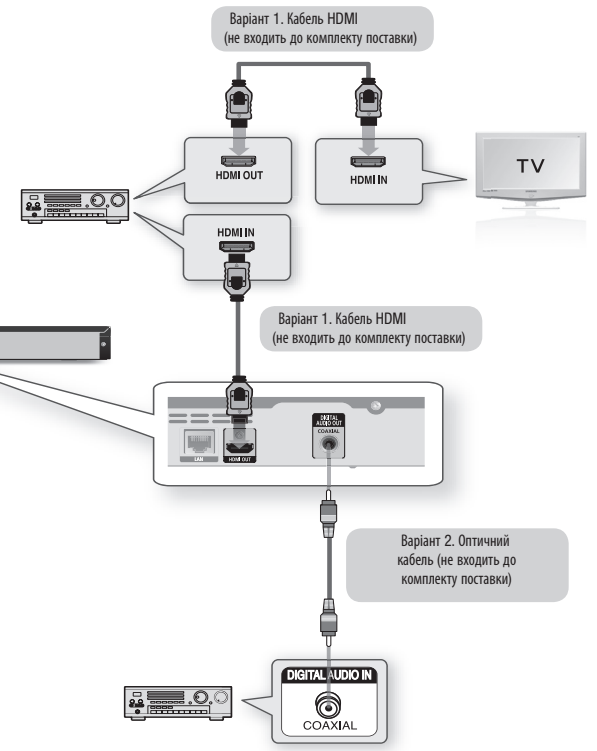 Варіант 1. Кабель HDMI
(не входить до комплекту поставки)
HDMI OUT
HDMI IN
TV
HDMI IN
Варіант 1. Кабель HDMI
(не входить до комплекту поставки)
DIGITAL
AUDIO OUT
COAXIAL
LAN
HDMI OUT
Варіант 2. Оптичний
кабель (не входить до
комплекту поставки)
DIGITAL AUDIO IN
COAXIAL